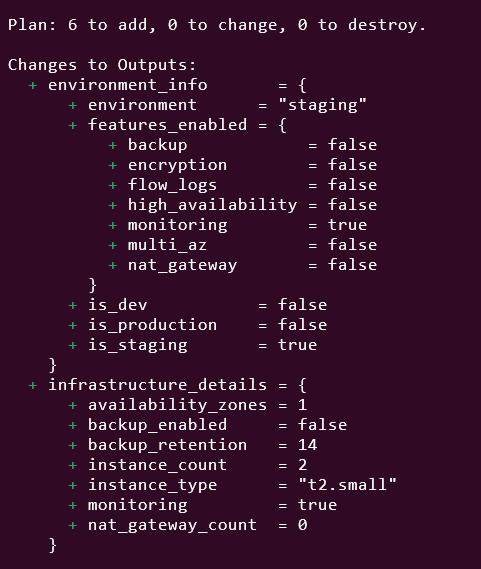 Plan: 6 to add, 0 to change, 0 to destroy.
Changes to Outputs:
  + environment_info       = {
      + environment      = "staging"
      + features_enabled = {
          + backup            = false
          + encryption        = false
          + flow_logs         = false
          + high_availability = false
          + monitoring        = true
          + multi_az          = false
          + nat_gateway       = false
        }
      + is_dev           = false
      + is_production    = false
      + is_staging       = true
    }
  + infrastructure_details = {
      + availability_zones = 1
      + backup_enabled     = false
      + backup_retention   = 14
      + instance_count     = 2
      + instance_type      = "t2.small"
      + monitoring         = true
      + nat_gateway_count  = 0
    }